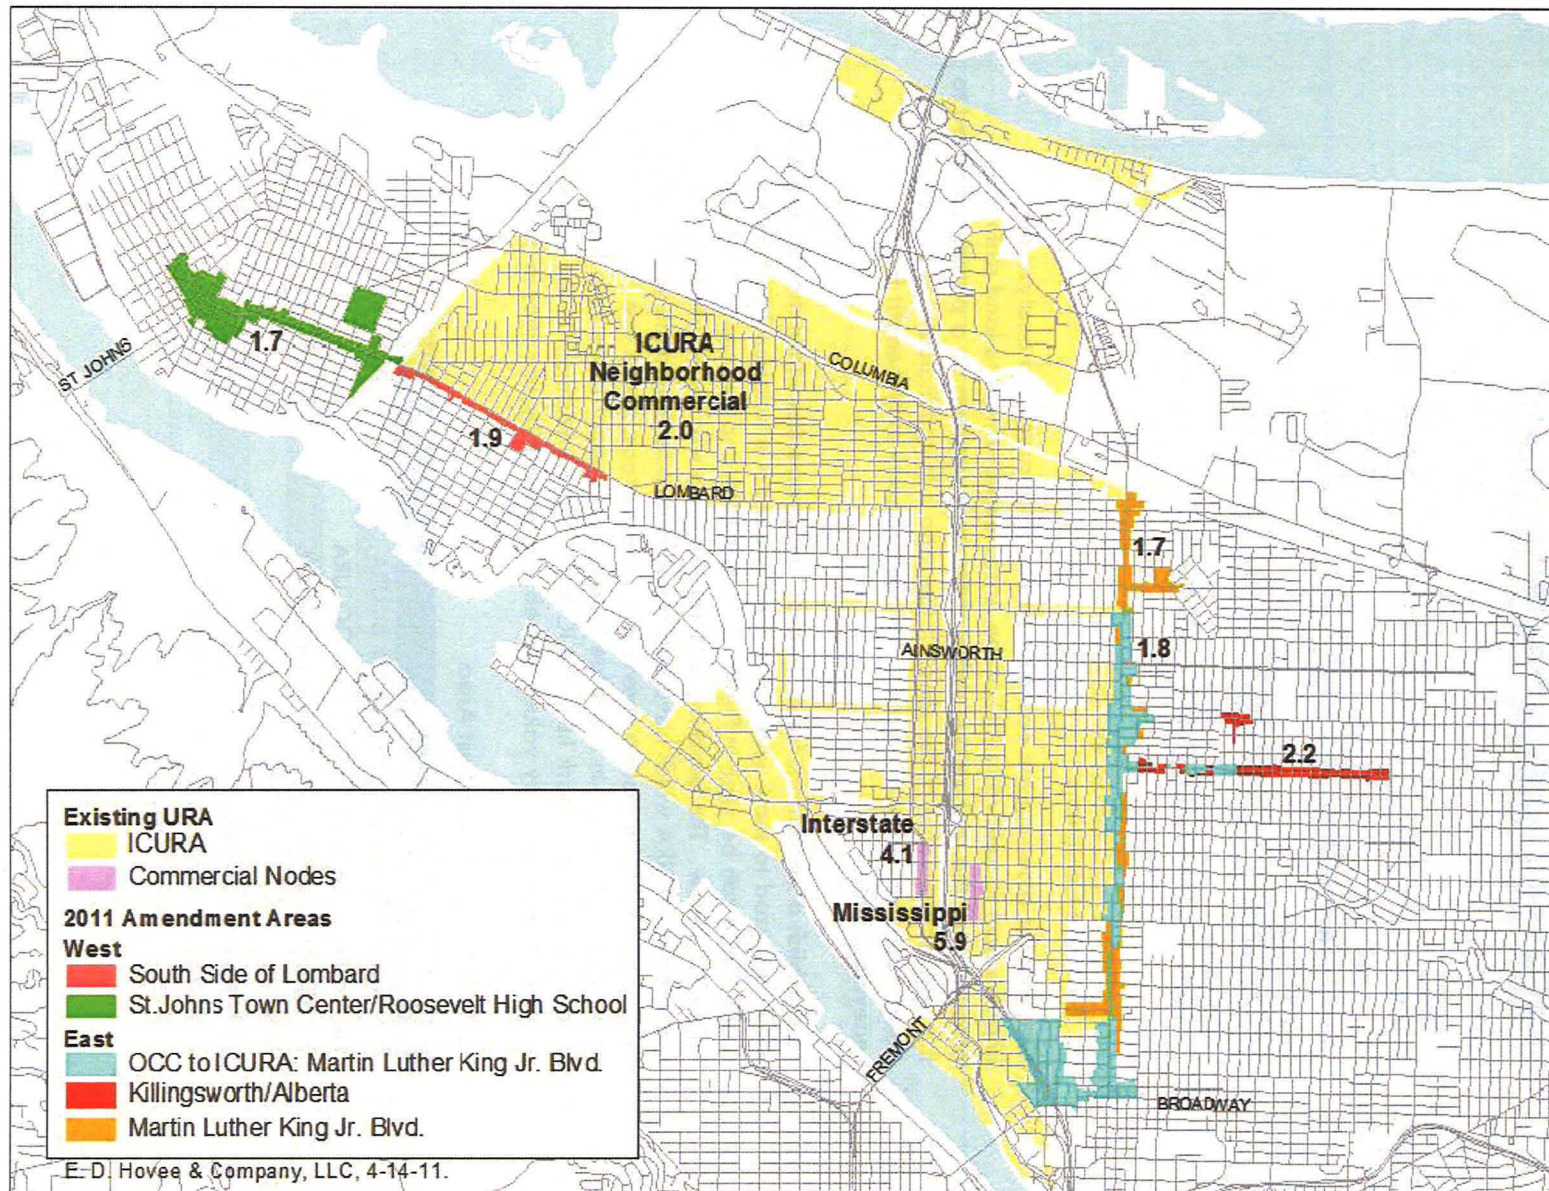 ST JOHNS
1.7
1.9
ICURA
Neighborhood
Commercial
2.0
COLUMBIA
LOMBARD
1.7
AINSWORTH
1.8
2.2
Interstate
4.1
Mississippi
5.9
FREMONT
BROADWAY
Existing URA
ICURA
Commercial Nodes
2011 Amendment Areas
West
South Side of Lombard
St.Johns Town Center/Roosevelt High School
East
OCC to ICURA: Martin Luther King Jr. Blvd.
Killingsworth/Alberta
Martin Luther King Jr. Blvd.
E. D. Hovee & Company, LLC, 4-14-11.